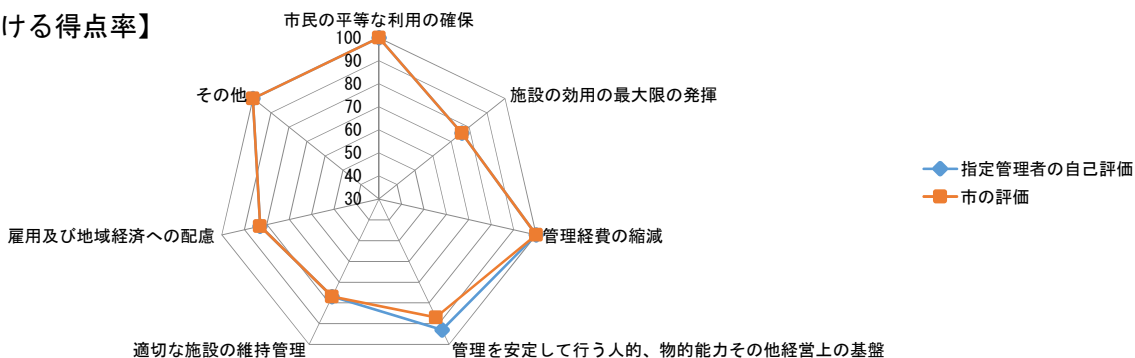 ける得点率】
市民の平等な利用の確保
100
90
80
70
60
50
40
30
施設の効用の最大限の発揮
管理経費の縮減
管理を安定して行う人的、物的能力その他経営上の基盤
適切な施設の維持管理
雇用及び地域経済への配慮
その他
指定管理者の自己評価
市の評価